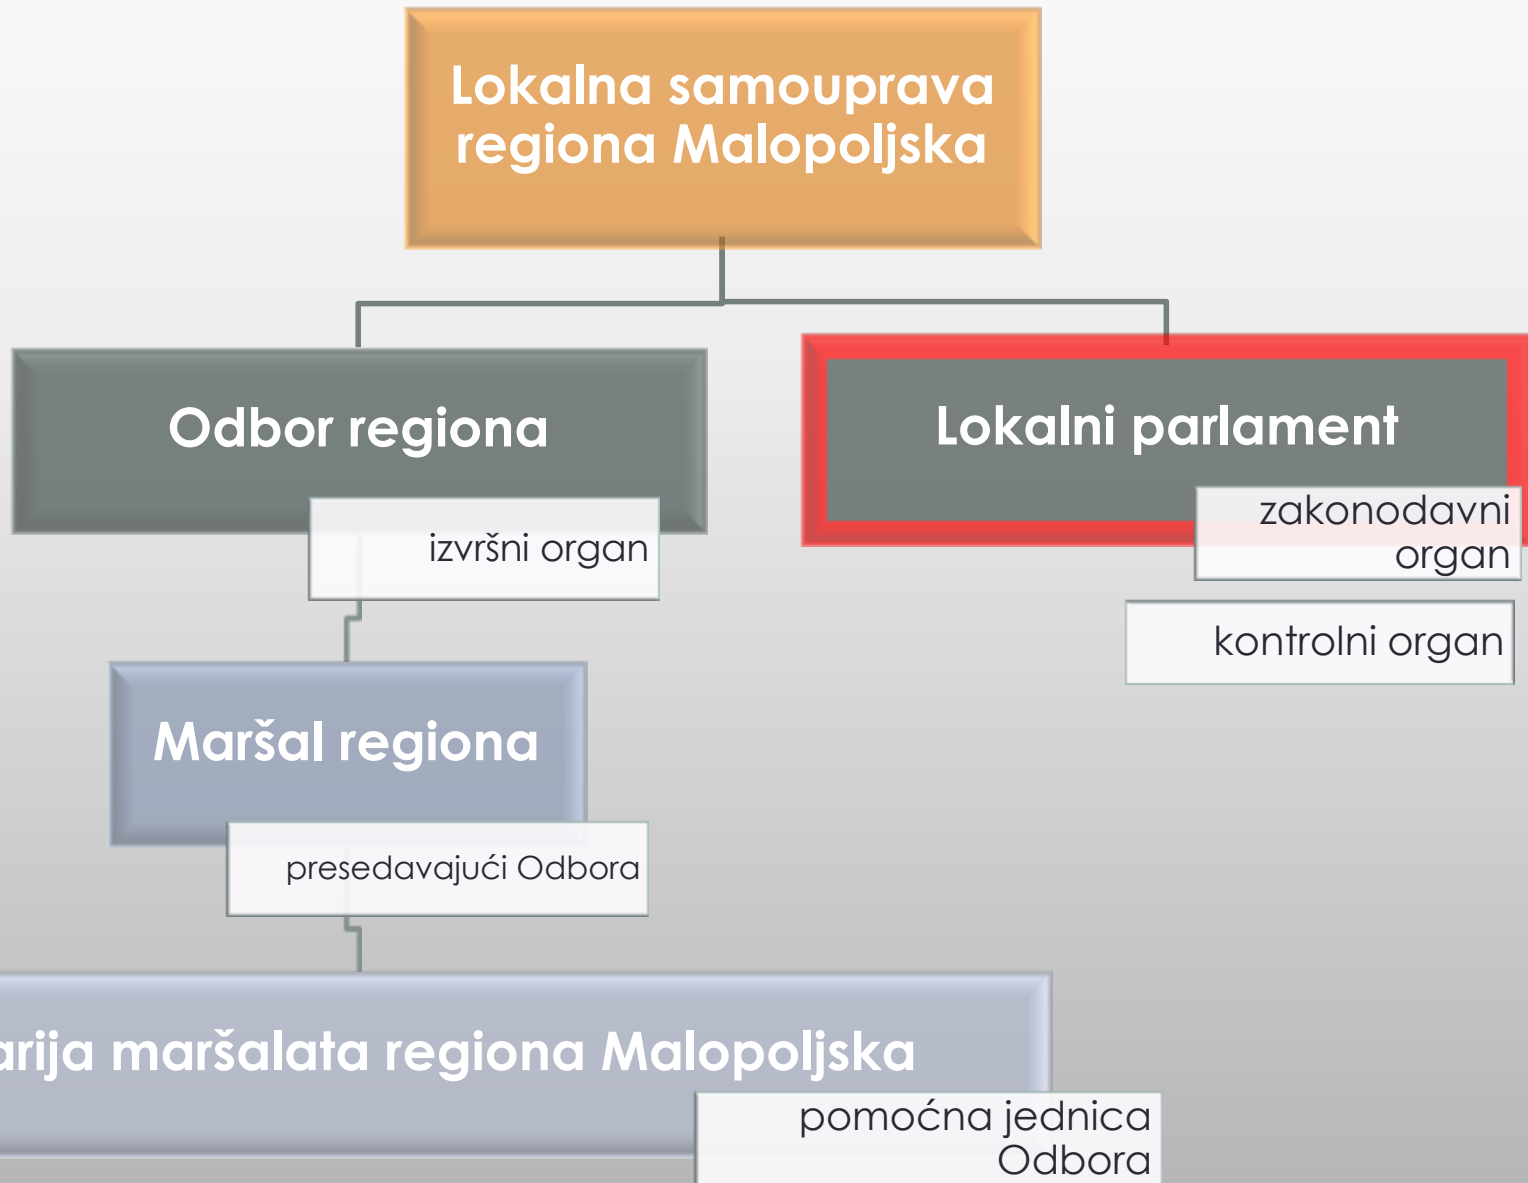 Lokalna samouprava
regiona Malopoljska
Odbor regiona
izvršni organ
Lokalni parlament
zakonodavni
organ
kontrolni organ
Maršal regiona
presedavajući Odbora
arija maršalata regiona Malopoljska
pomoćna jednica
Odbora